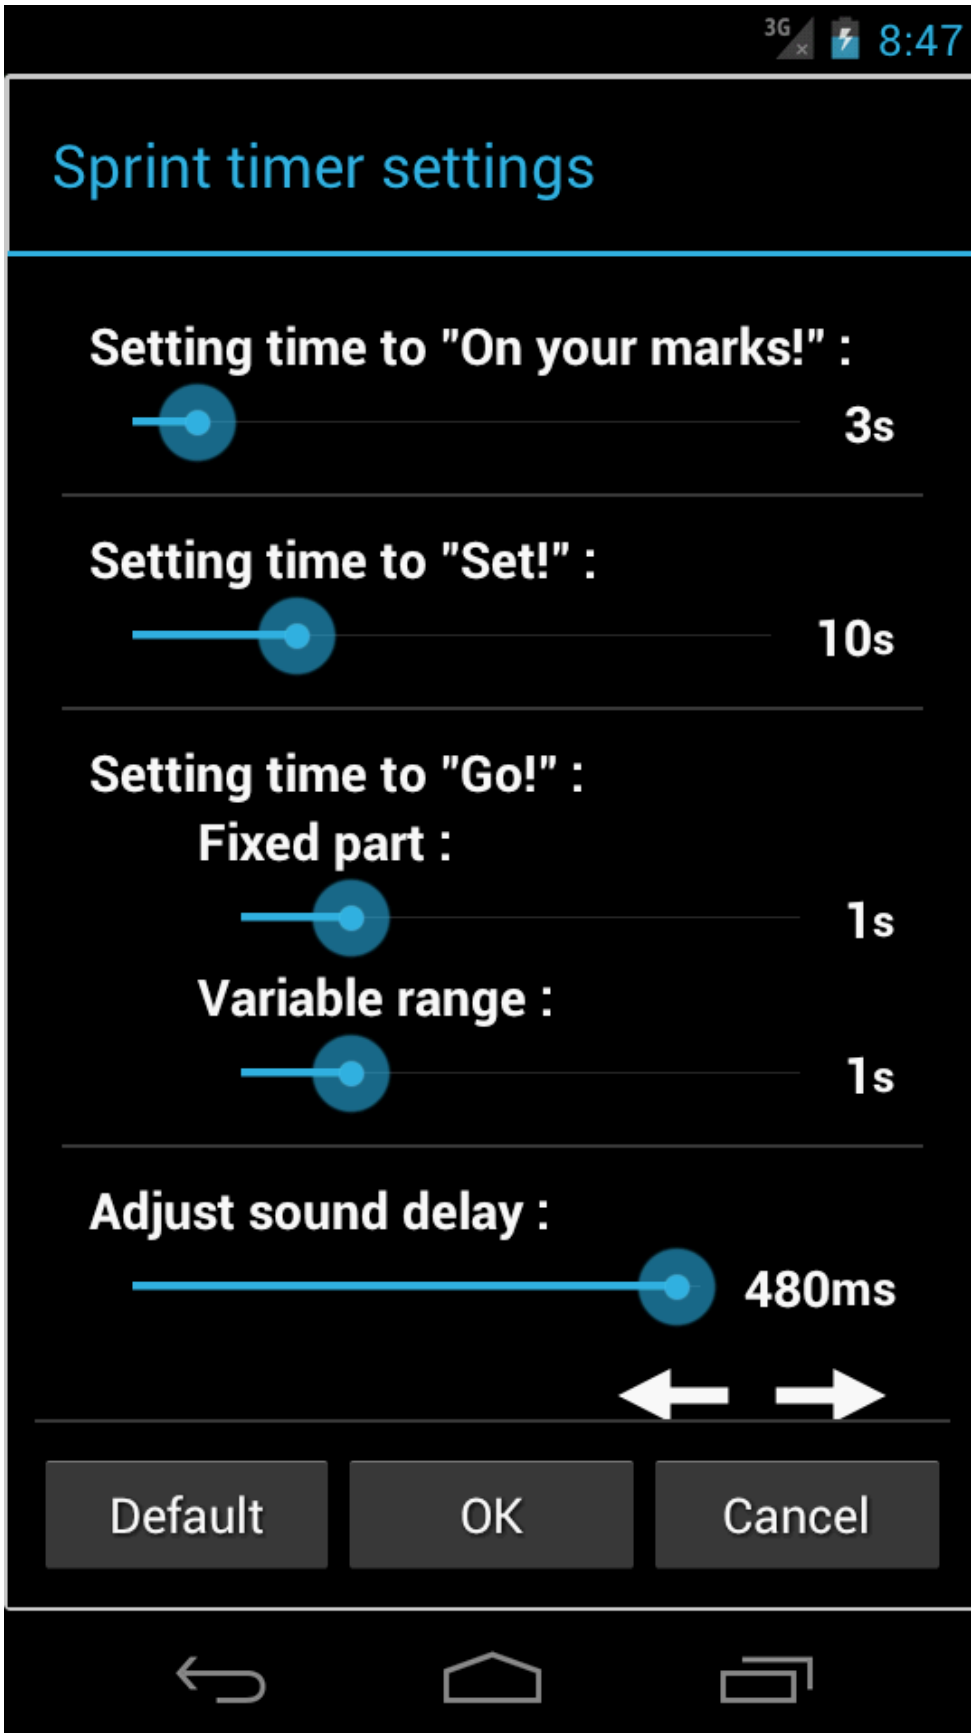 3G 8:47
Sprint timer settings
Setting time to "On your marks!" :
3s
Setting time to "Set!" :
10s
Setting time to "Go!" :
Fixed part :
1s
Variable range :
1s
Adjust sound delay :
480ms
Default OK Cancel